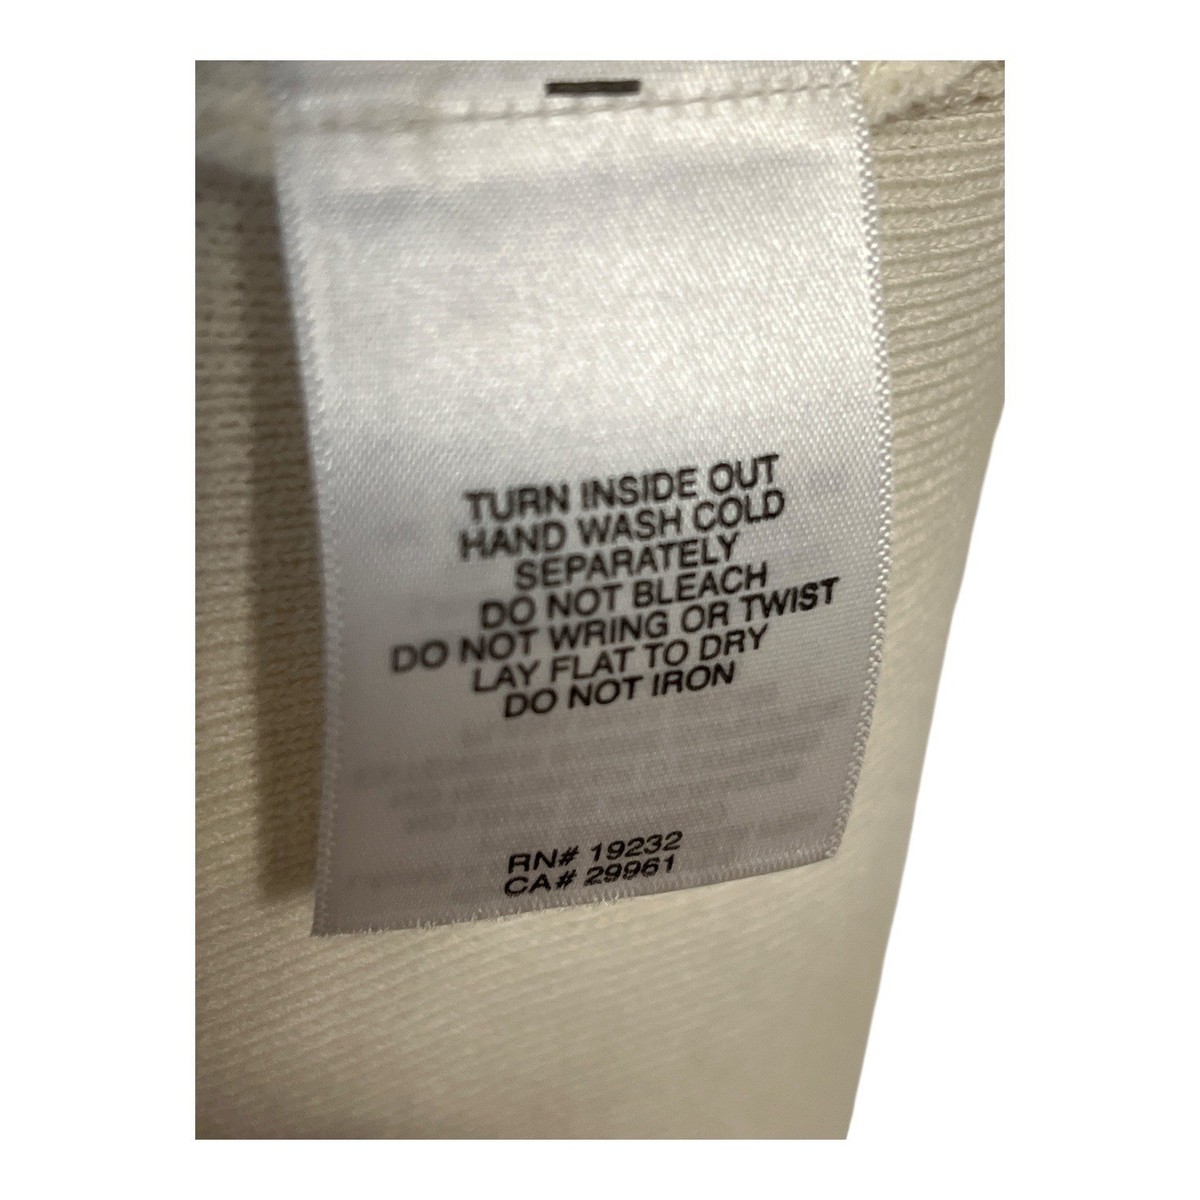 TURN INSIDE OUT
HAND WASH COLD
SEPARATELY
DO NOT BLEACH
DO NOT WRING OR TWIST
LAY FLAT TO DRY
DO NOT IRON
RN# 19232
CA# 29961